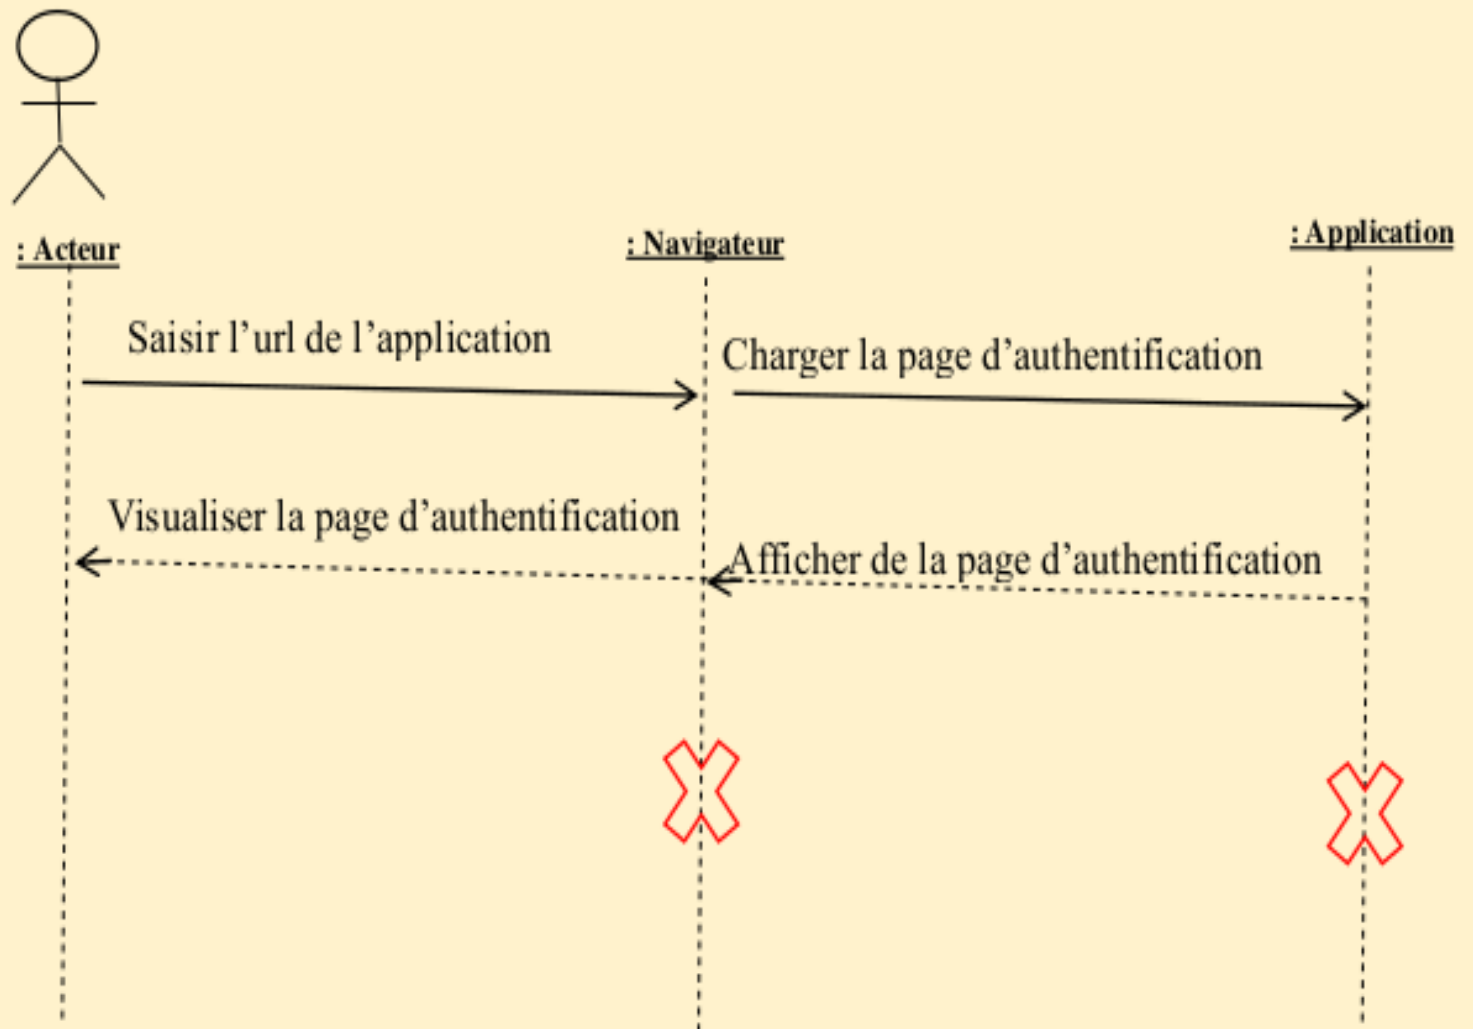 : Acteur
: Navigateur
: Application
Saisir l’url de l’application
Charger la page d’authentification
Visualiser la page d’authentification
Afficher de la page d’authentification